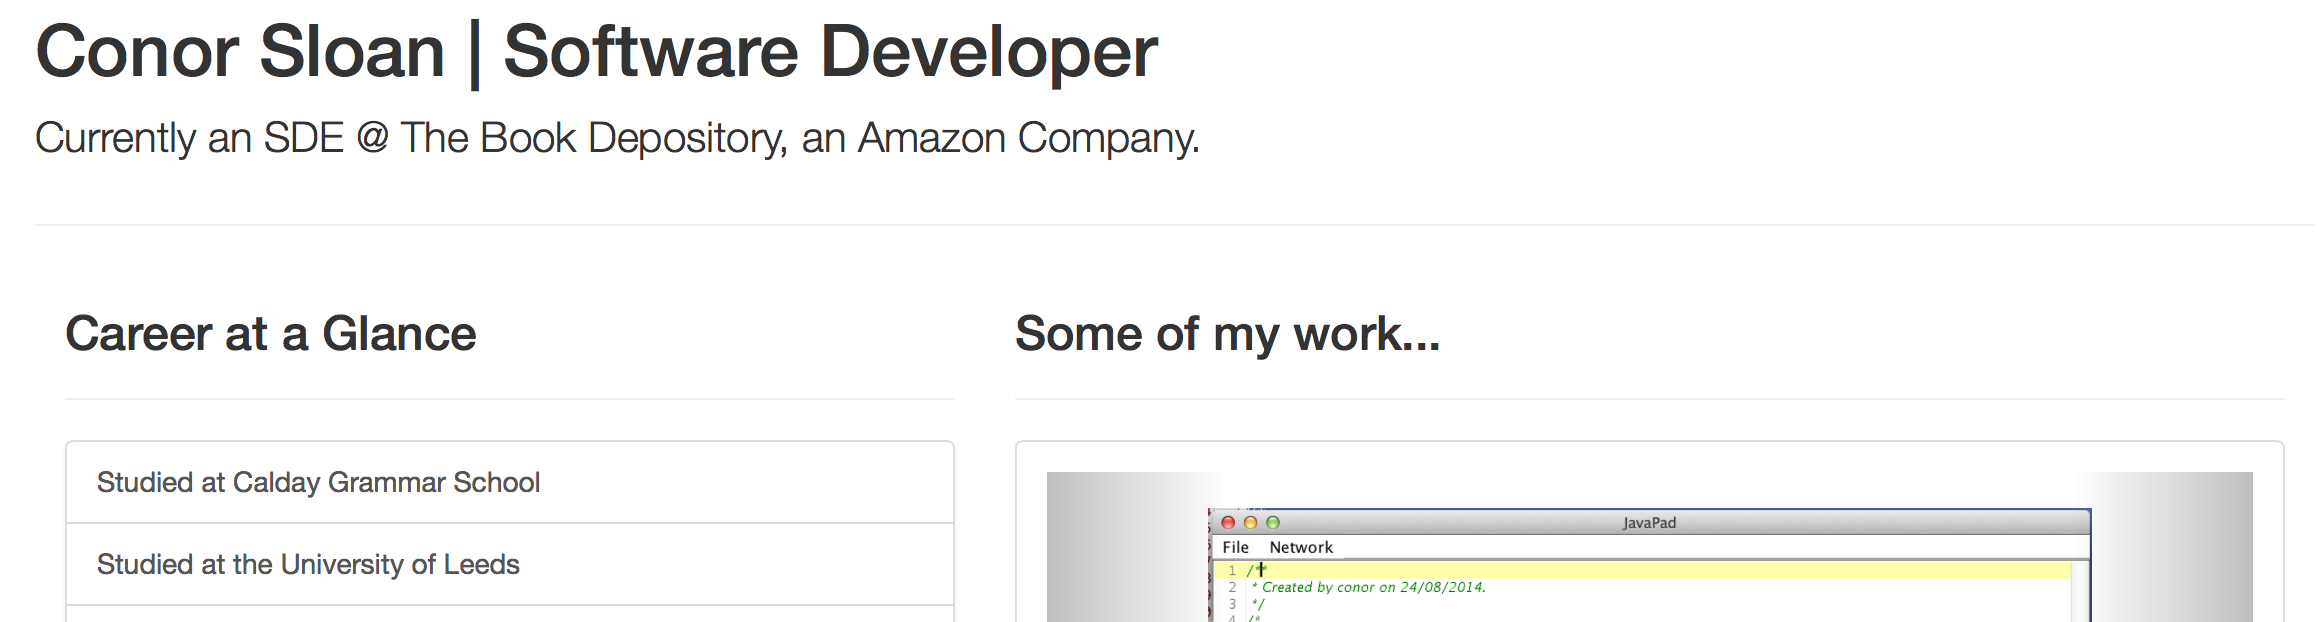 Conor Sloan | Software Developer
Currently an SDE @ The Book Depository, an Amazon Company.
Career at a Glance
Studied at Calday Grammar School
Studied at the University of Leeds
Some of my work...
JavaPad
File Network
1 /**
2 * Created by conor on 24/08/2014.
3 */
4 /*